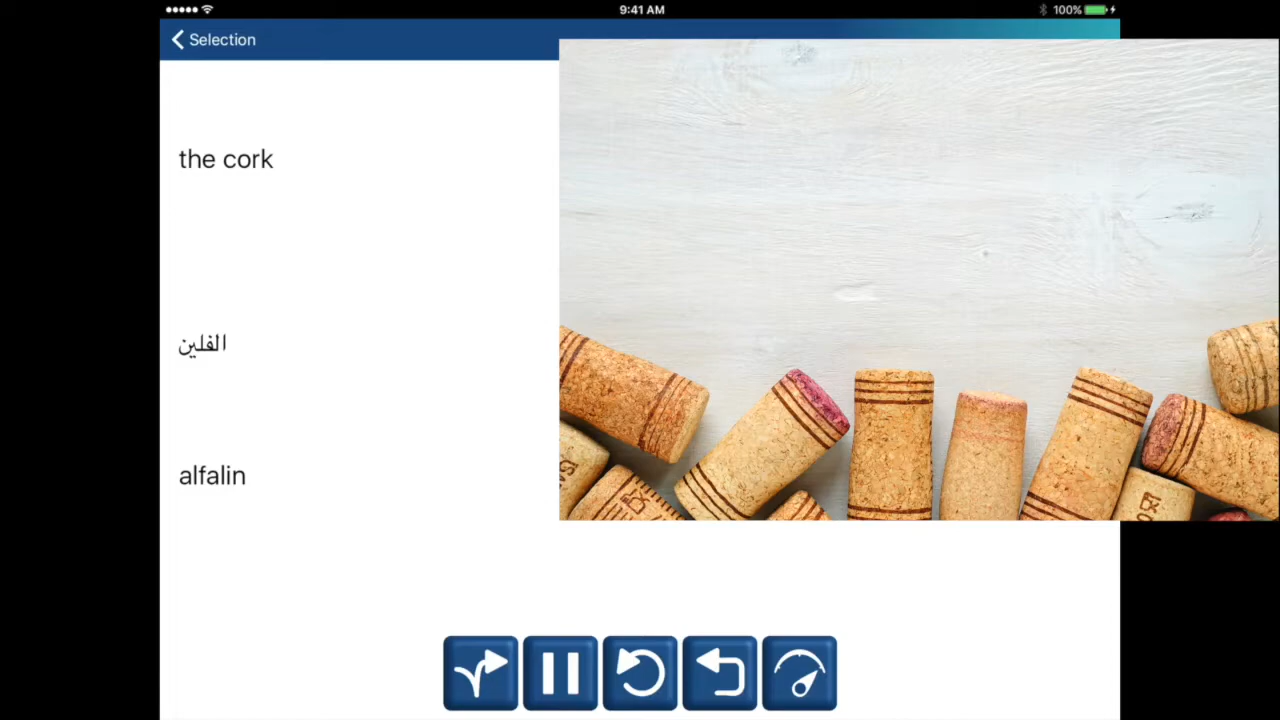 9:41 AM
100%
Selection
the cork
الفلين
alfalin